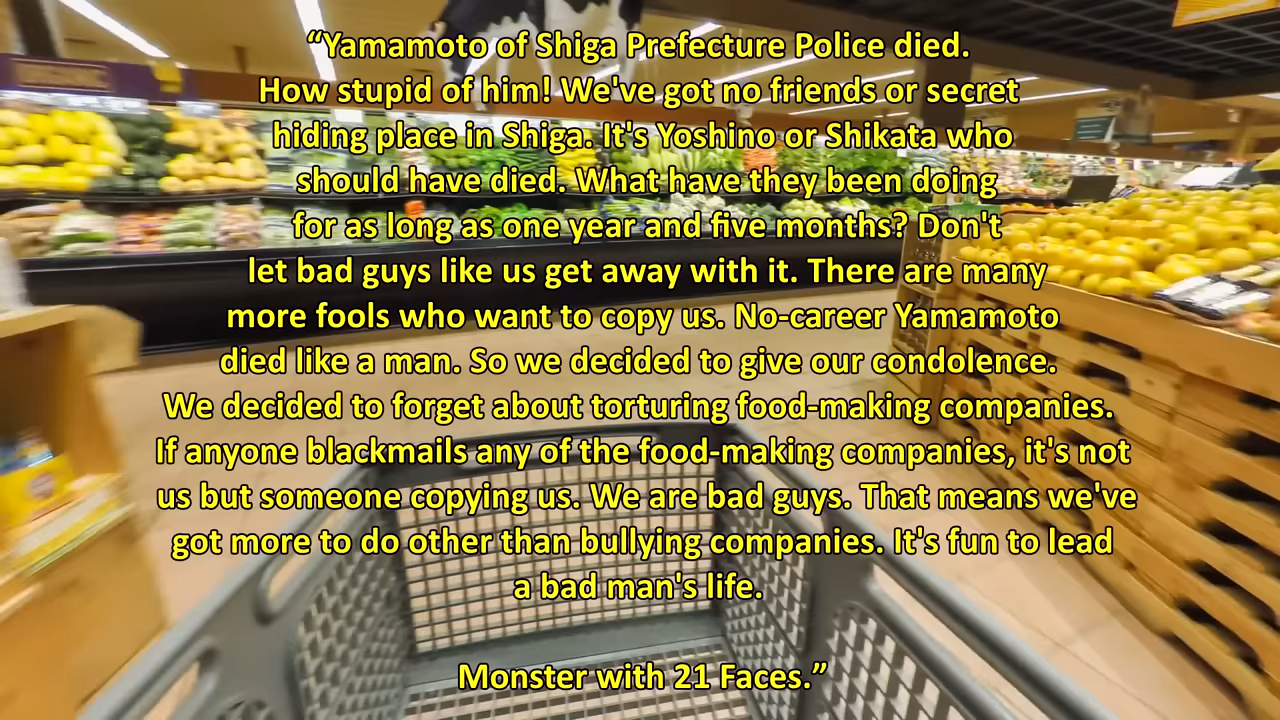 “Yamamoto of Shiga Prefecture Police died.
How stupid of him! We've got no friends or secret
hiding place in Shiga. It's Yoshino or Shikata who
should have died. What have they been doing
for as long as one year and five months? Don't
let bad guys like us get away with it. There are many
more fools who want to copy us. No-career Yamamoto
died like a man. So we decided to give our condolence.
We decided to forget about torturing food-making companies.
If anyone blackmails any of the food-making companies, it's not
us but someone copying us. We are bad guys. That means we've
got more to do other than bullying companies. It's fun to lead
a bad man's life.
Monster with 21 Faces.”